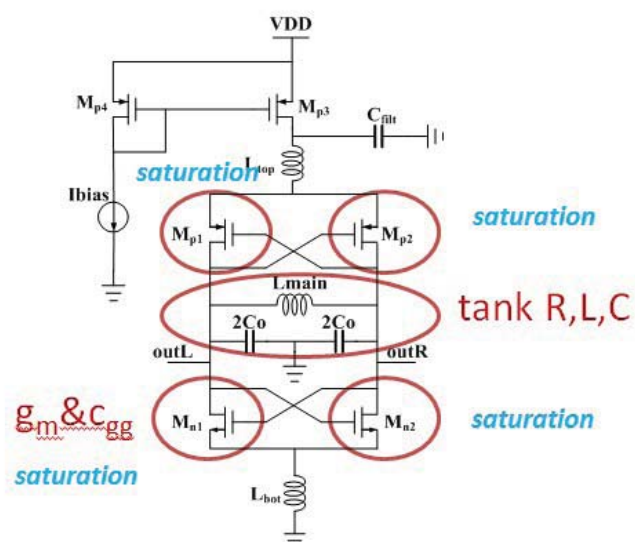 VDD
Mp4
Mp3
Cfilt
Ltop
saturation
Ibias
Mp1
Mp2
saturation
Lmain
tank R,L,C
2Co
2Co
outL
outR
gm&cgg
Mn1
Mn2
saturation
saturation
Lbot